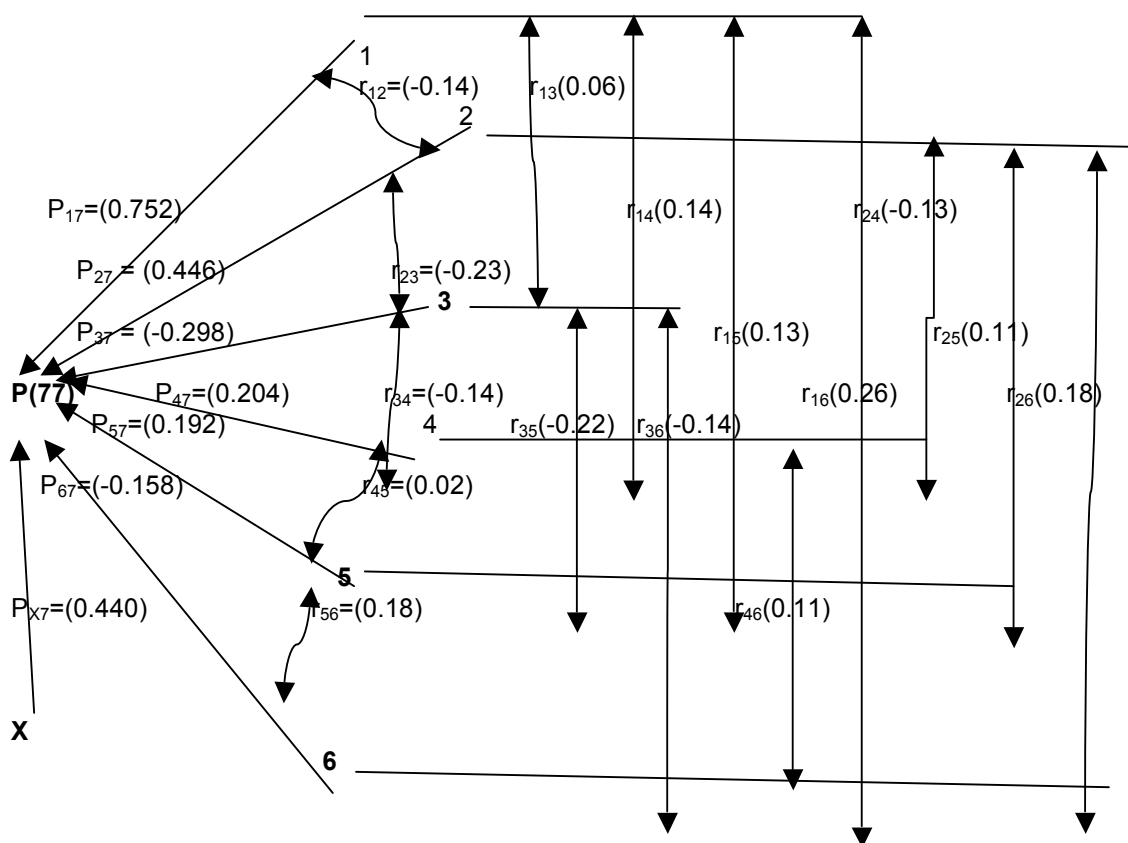 1
r12=(-0.14)
r13(0.06)
2
P17=(0.752)
r14(0.14)
r24(-0.13)
P27 = (0.446)
r23=(-0.23)
3
P37 = (-0.298)
r15(0.13)
r25(0.11)
P(77)
P47=(0.204)
r34=(-0.14)
r16(0.26)
r26(0.18)
P57=(0.192)
4
r35(-0.22)
r36(-0.14)
P67=(-0.158)
r45=(0.02)
5
PX7=(0.440)
r56=(0.18)
r46(0.11)
X
6